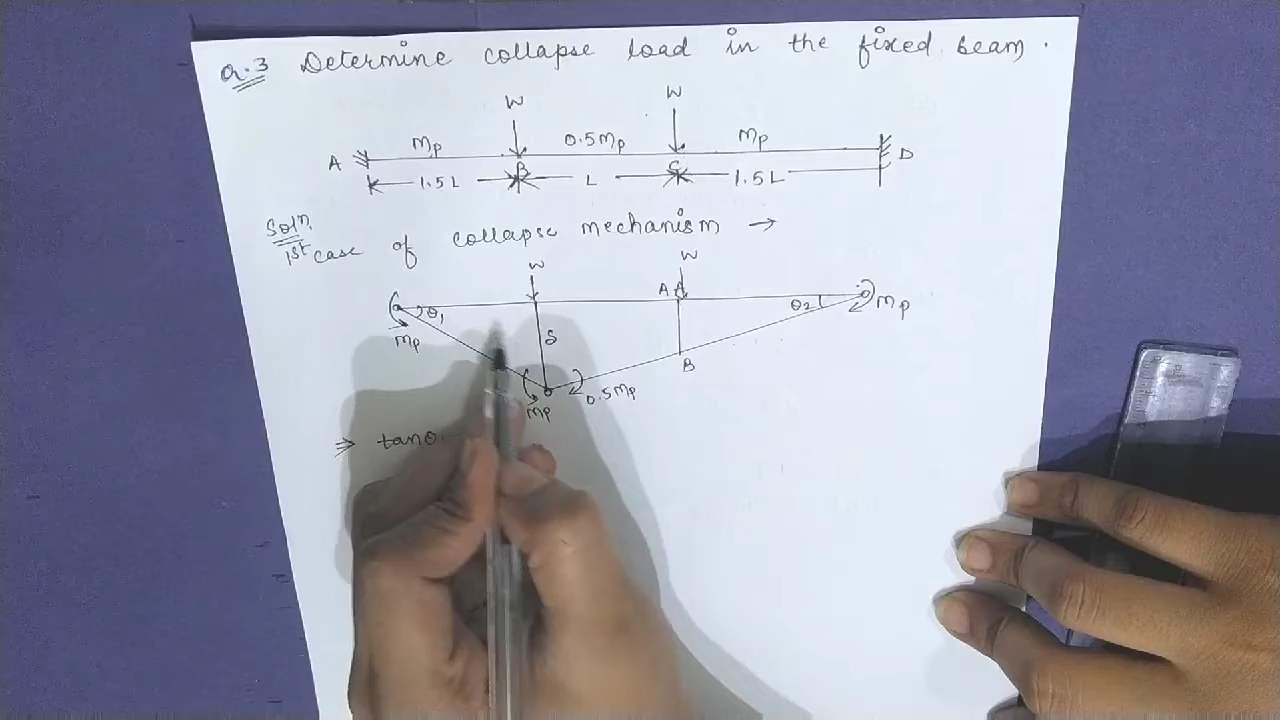 Q.3 Determine collapse load in the fixed beam.
W W
Mp 0.5Mp Mp
A B C D
1.5L L 1.5L
Soln.
1st case of collapse mechanism →
W W
A
θ1 θ2 Mp
Mp δ
B
Mp 0.5Mp
⇒ tanθ